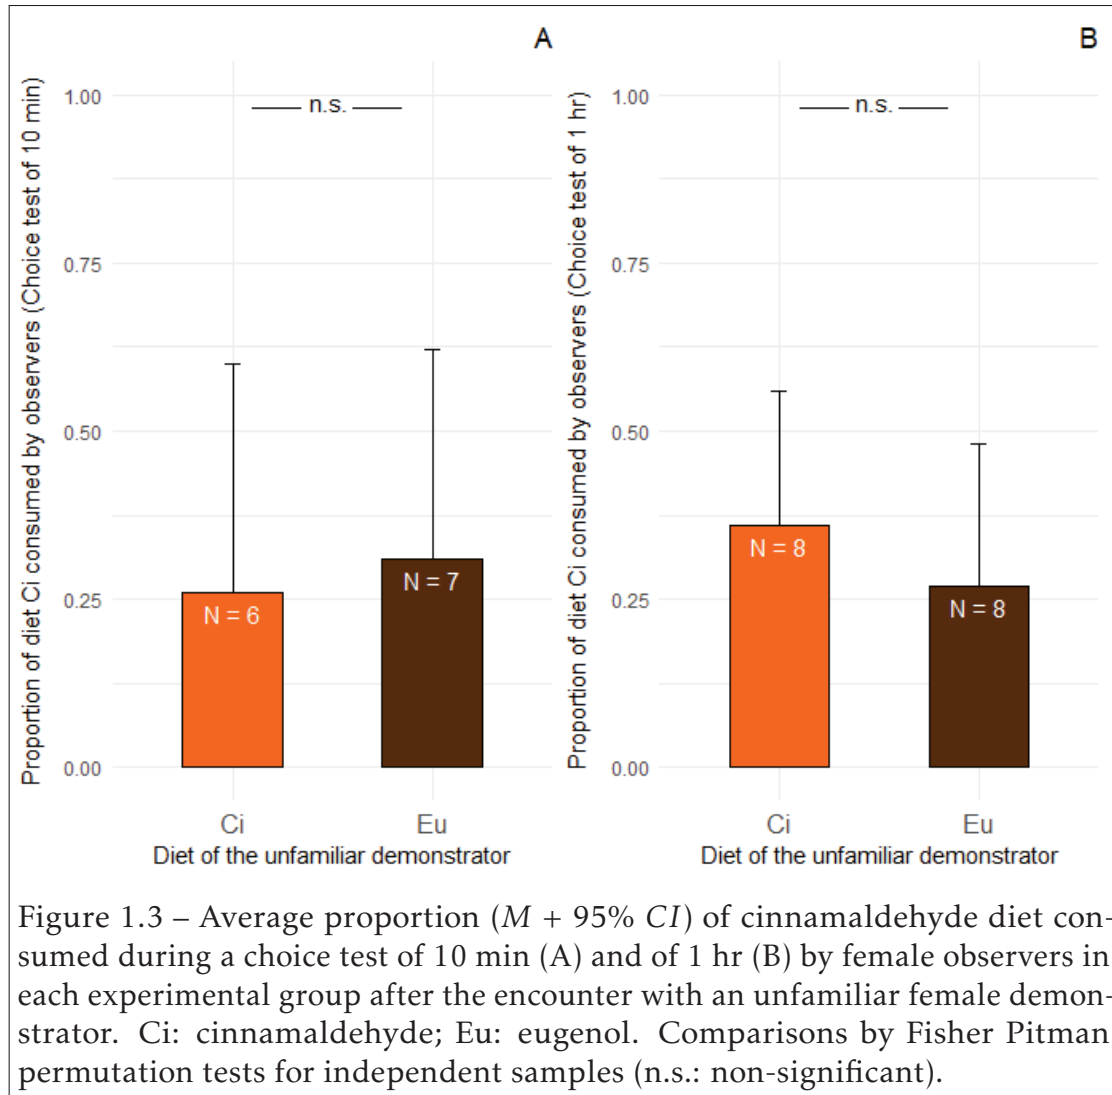 A
Proportion of diet Ci consumed by observers (Choice test of 10 min)
1.00
0.75
0.50
0.25
0.00
n.s.
N = 6
N = 7
Ci
Eu
Diet of the unfamiliar demonstrator
B
Proportion of diet Ci consumed by observers (Choice test of 1 hr)
1.00
0.75
0.50
0.25
0.00
n.s.
N = 8
N = 8
Ci
Eu
Diet of the unfamiliar demonstrator
Figure 1.3 – Average proportion (M + 95% CI) of cinnamaldehyde diet con-
sumed during a choice test of 10 min (A) and of 1 hr (B) by female observers in
each experimental group after the encounter with an unfamiliar female demon-
strator. Ci: cinnamaldehyde; Eu: eugenol. Comparisons by Fisher Pitman
permutation tests for independent samples (n.s.: non-significant).